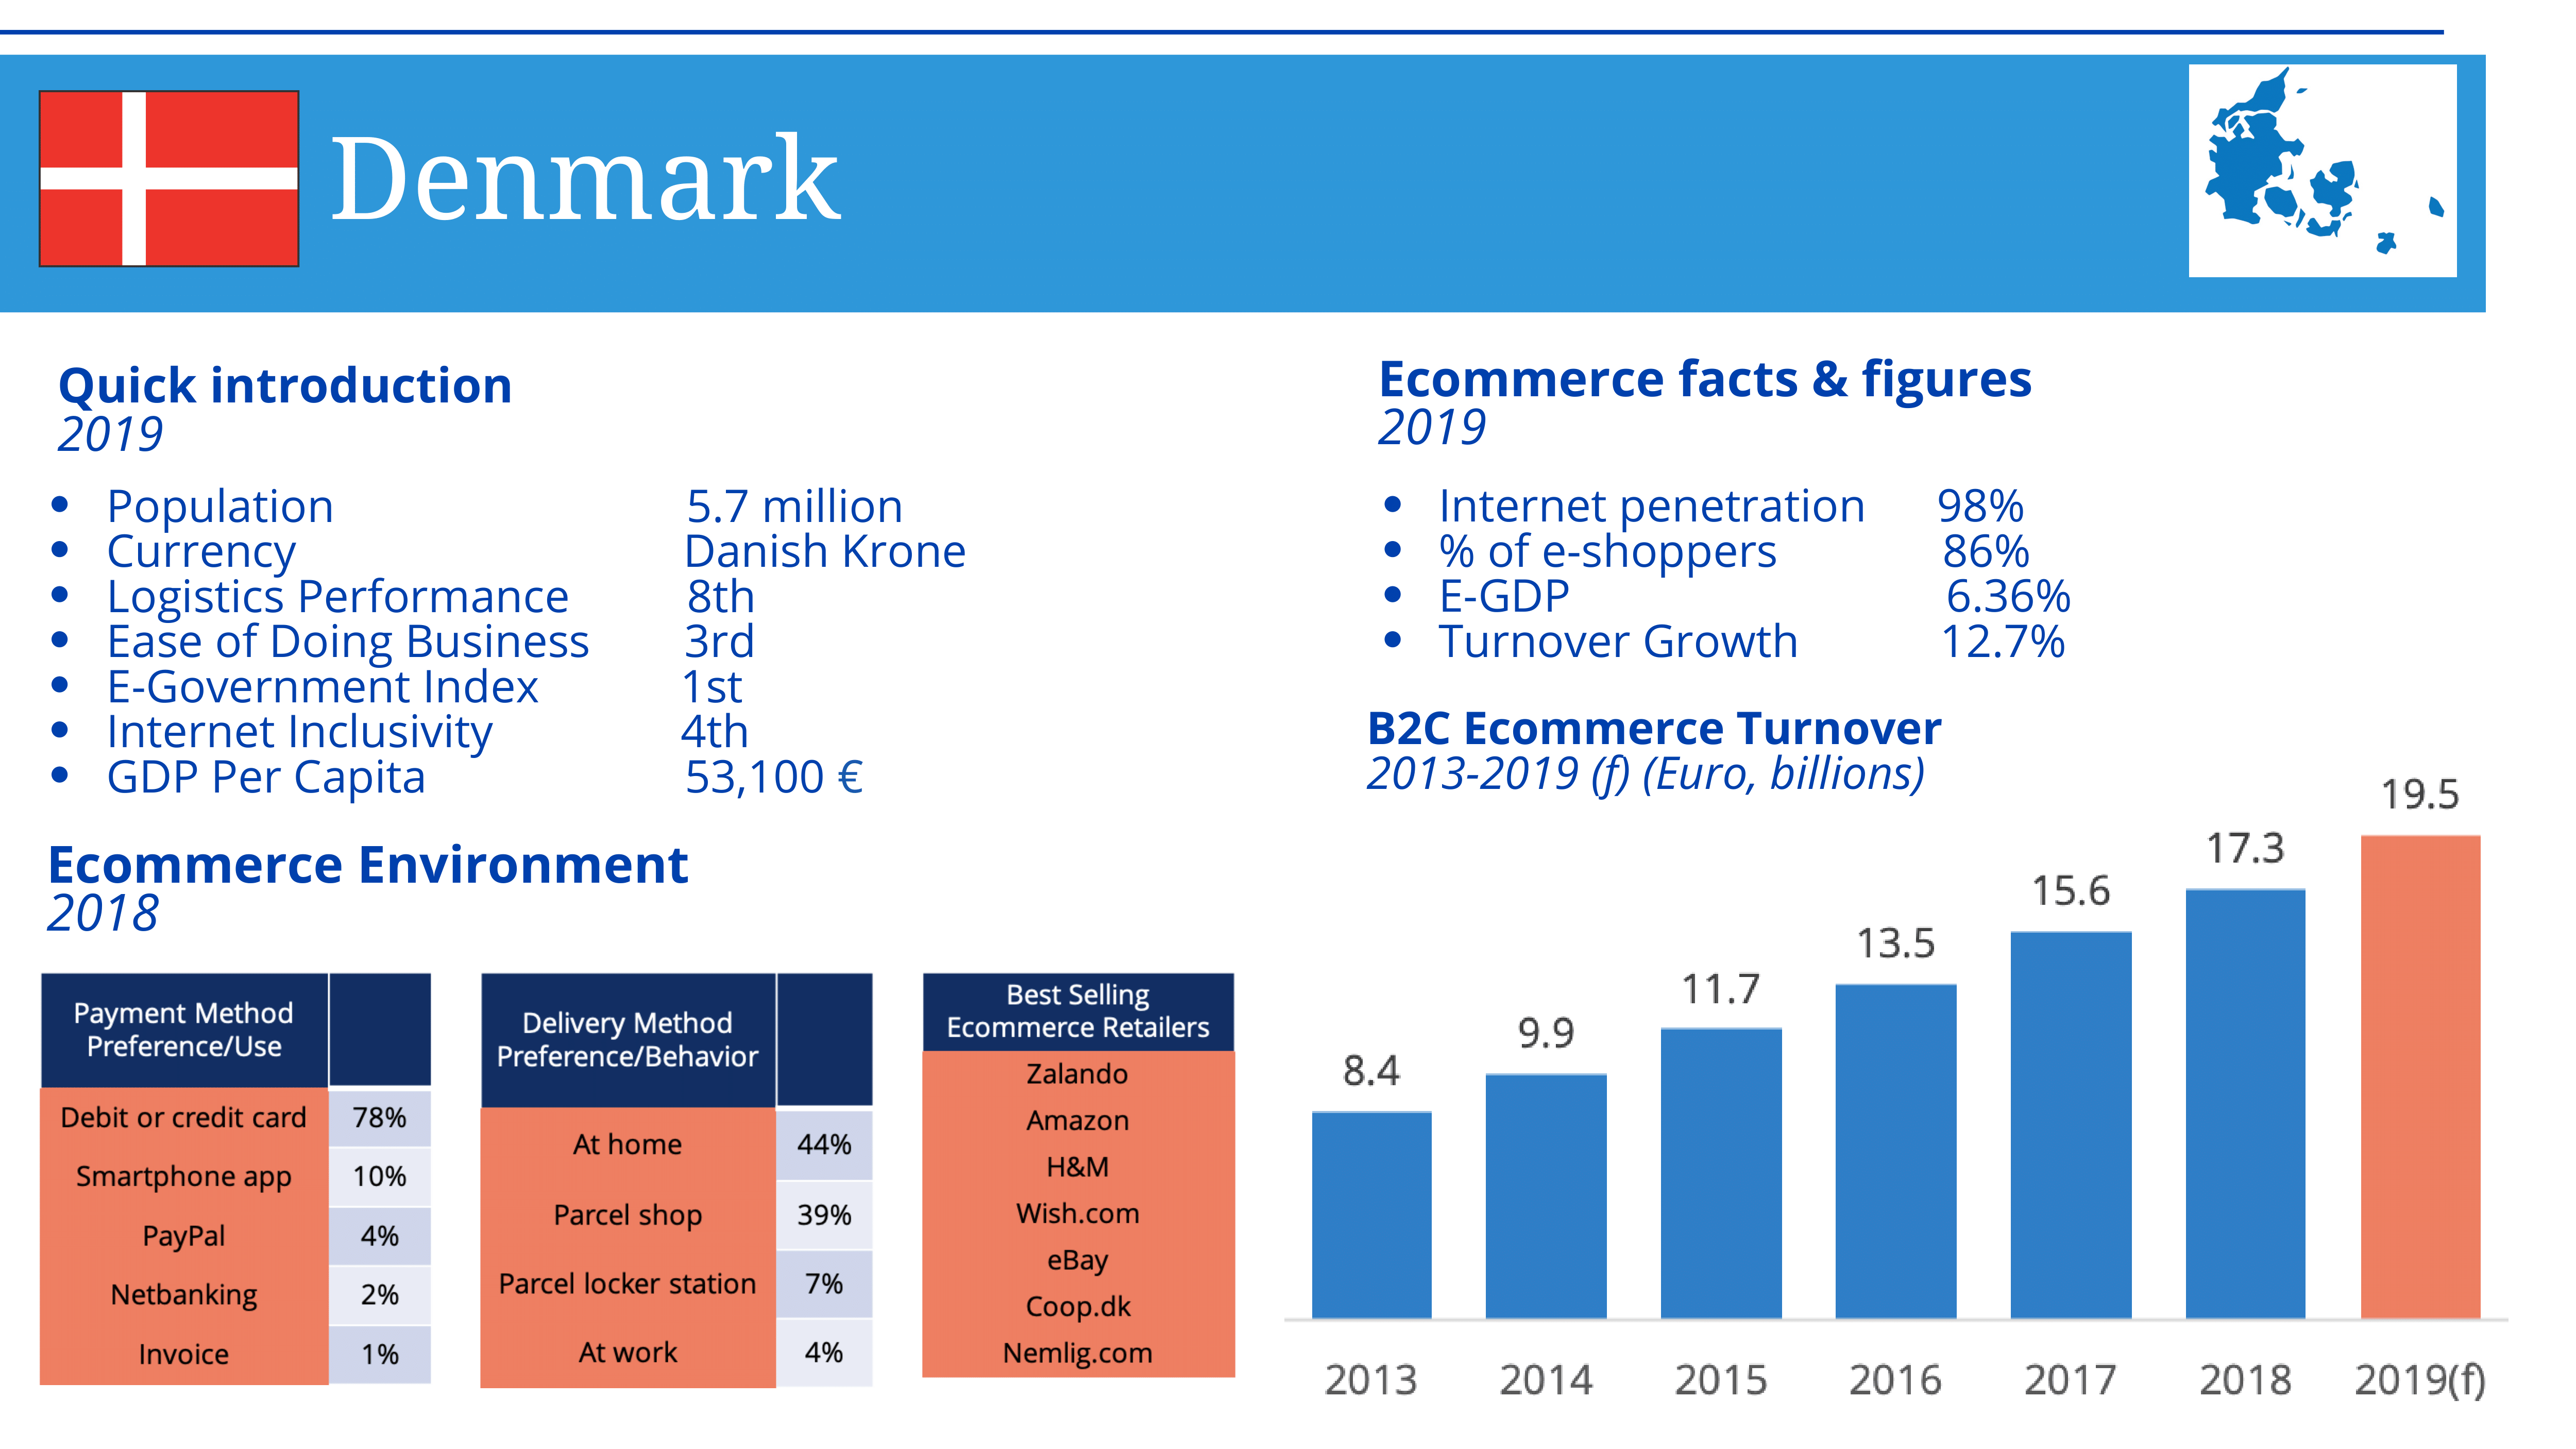 Denmark
Quick introduction
2019
• Population 5.7 million
• Currency Danish Krone
• Logistics Performance 8th
• Ease of Doing Business 3rd
• E-Government Index 1st
• Internet Inclusivity 4th
• GDP Per Capita 53,100 €
Ecommerce Environment
2018
Payment Method
Preference/Use
Debit or credit card 78%
Smartphone app 10%
PayPal 4%
Netbanking 2%
Invoice 1%
Delivery Method
Preference/Behavior
At home 44%
Parcel shop 39%
Parcel locker station 7%
At work 4%
Best Selling
Ecommerce Retailers
Zalando
Amazon
H&M
Wish.com
eBay
Coop.dk
Nemlig.com
Ecommerce facts & figures
2019
• Internet penetration 98%
• % of e-shoppers 86%
• E-GDP 6.36%
• Turnover Growth 12.7%
B2C Ecommerce Turnover
2013-2019 (f) (Euro, billions)
8.4 9.9 11.7 13.5 15.6 17.3 19.5
2013 2014 2015 2016 2017 2018 2019(f)